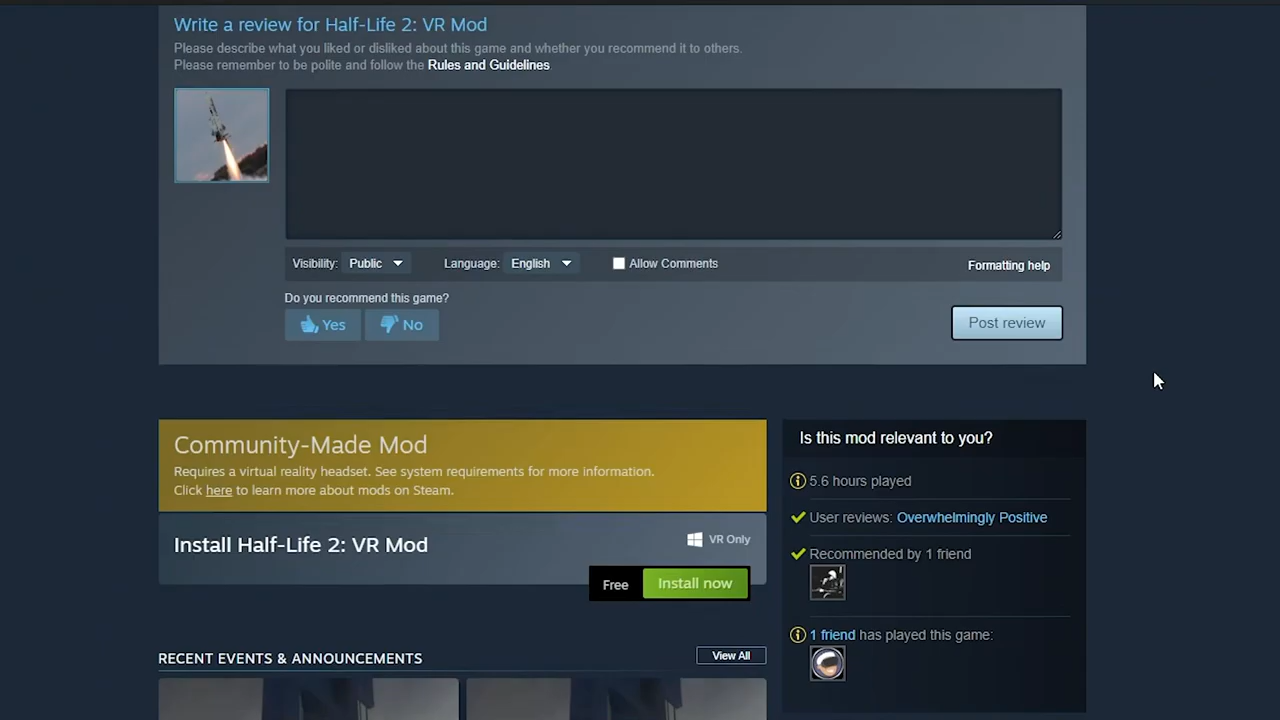 Write a review for Half-Life 2: VR Mod
Please describe what you liked or disliked about this game and whether you recommend it to others.
Please remember to be polite and follow the Rules and Guidelines
Visibility: Public Language: English Allow Comments Formatting help
Do you recommend this game?
Yes No Post review
Community-Made Mod
Requires a virtual reality headset. See system requirements for more information.
Click here to learn more about mods on Steam.
Install Half-Life 2: VR Mod
VR Only
Free Install now
RECENT EVENTS & ANNOUNCEMENTS
View All
Is this mod relevant to you?
5.6 hours played
User reviews: Overwhelmingly Positive
Recommended by 1 friend
1 friend has played this game: